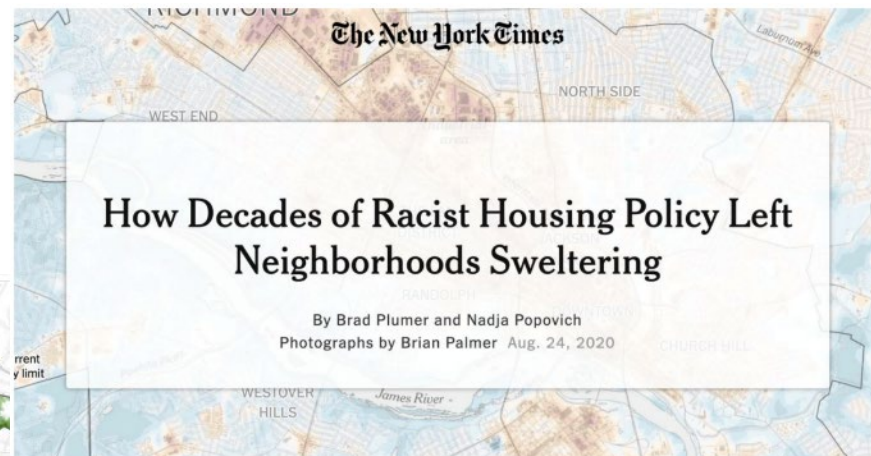 RICHMOND
The New York Times
Laburnum Ave
NORTH SIDE
WEST END
How Decades of Racist Housing Policy Left
Neighborhoods Sweltering
RANDOLPH
By Brad Plumer and Nadja Popovich
Photographs by Brian Palmer Aug. 24, 2020
CHURCH HILL
rrent
y limit
WESTOVER
HILLS
James River